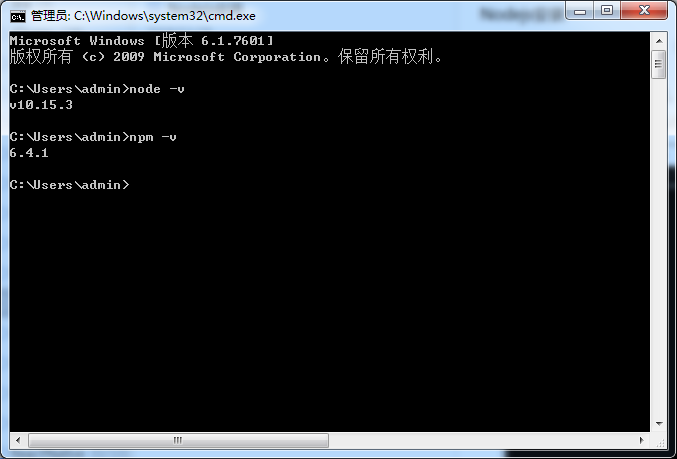 管理员: C:\Windows\system32\cmd.exe
Microsoft Windows [版本 6.1.7601]
版权所有 (c) 2009 Microsoft Corporation。保留所有权利。
C:\Users\admin>node -v
v10.15.3
C:\Users\admin>npm -v
6.4.1
C:\Users\admin>